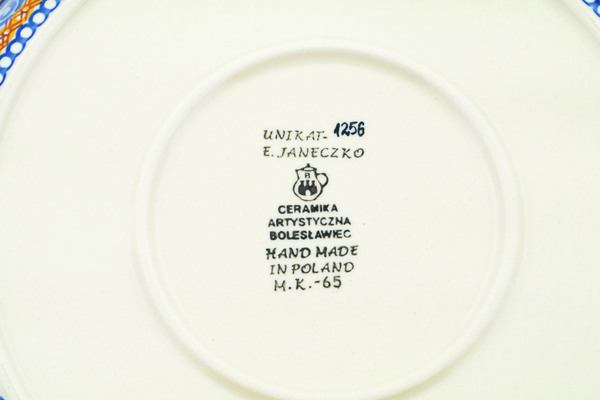 UNIKAT- 1256
E. JANECZKO
B
CERAMIKA
ARTYSTYCZNA
BOLESŁAWIEC
HAND MADE
IN POLAND
M.K.-65